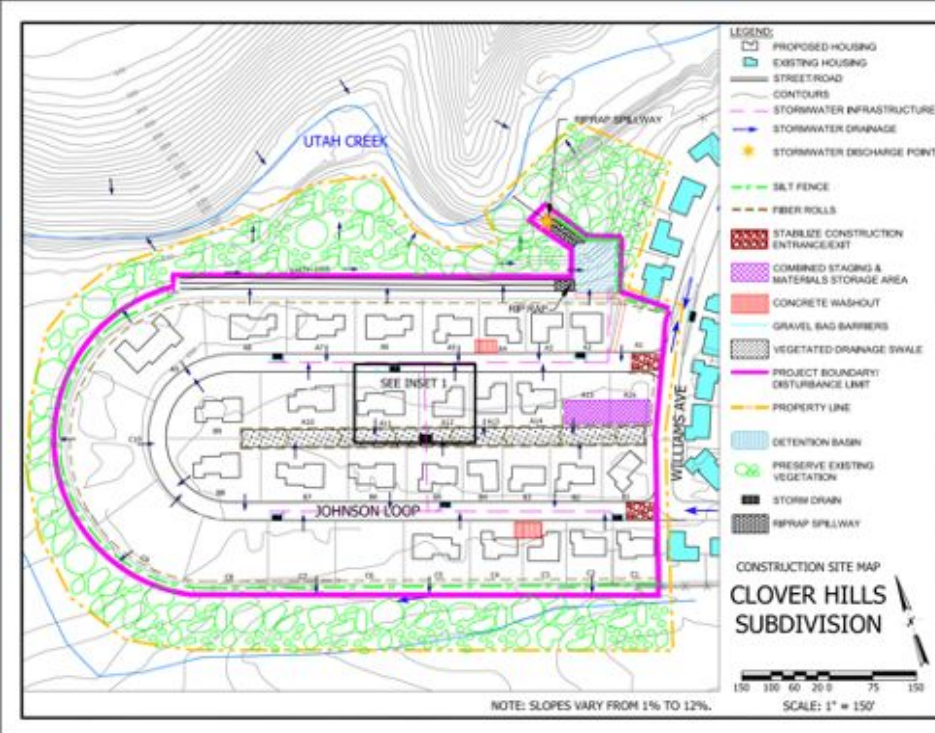 LEGEND:
PROPOSED HOUSING
EXISTING HOUSING
STREET/ROAD
CONTOURS
STORMWATER INFRASTRUCTURE
STORMWATER DRAINAGE
STORMWATER DISCHARGE POINT
SILT FENCE
FIBER ROLLS
STABILIZE CONSTRUCTION
ENTRANCE/EXIT
COMBINED STAGING &
MATERIALS STORAGE AREA
CONCRETE WASHOUT
GRAVEL BAG BARRIERS
VEGETATED DRAINAGE SWALE
PROJECT BOUNDARY/
DISTURBANCE LIMIT
PROPERTY LINE
DETENTION BASIN
PRESERVE EXISTING
VEGETATION
STORM DRAIN
RIPRAP SPILLWAY
RIPRAP SPILLWAY
UTAH CREEK
RIPRAP
SEE INSET 1
A15
A14
WILLIAMS AVE
JOHNSON LOOP
CONSTRUCTION SITE MAP
CLOVER HILLS
SUBDIVISION
150 100 60 20 0 75 150
SCALE: 1" = 150'
NOTE: SLOPES VARY FROM 1% TO 12%.